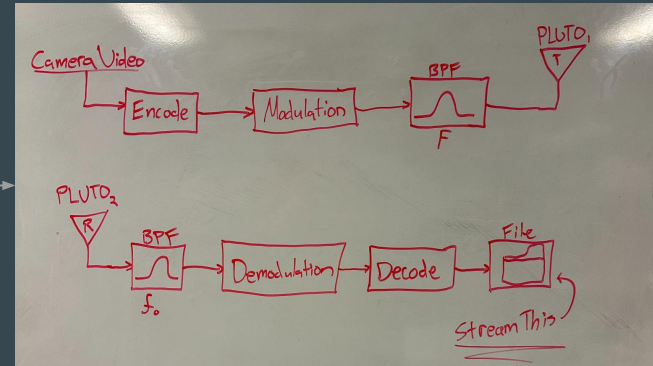 PLUTO₁
Camera Video
T
BPF
Encode
Modulation
F
PLUTO₂
R
BPF
File
Demodulation
Decode
f₀
Stream This